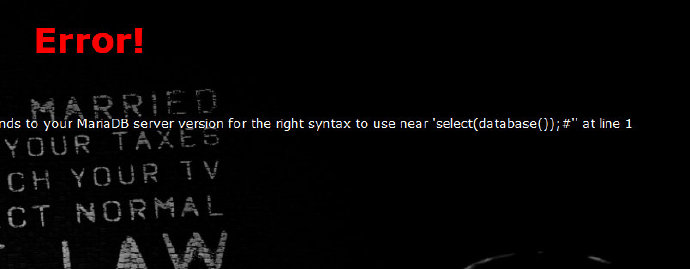 Error!
MARRIED
nds to your MariaDB server version for the right syntax to use near 'select(database());#'' at line 1
YOUR TAXES
CH YOUR TV
CT NORMAL
LAW